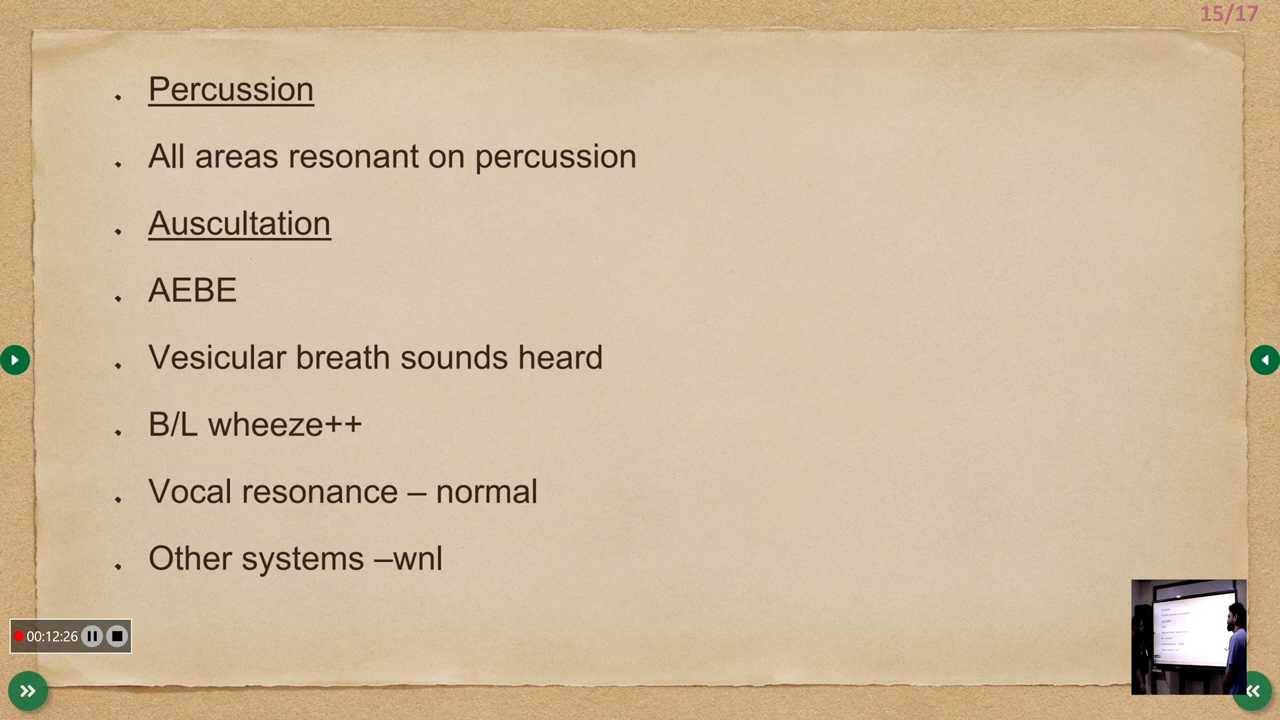 15/17
Percussion
All areas resonant on percussion
Auscultation
AEBE
Vesicular breath sounds heard
B/L wheeze++
Vocal resonance – normal
Other systems –wnl
00:12:26